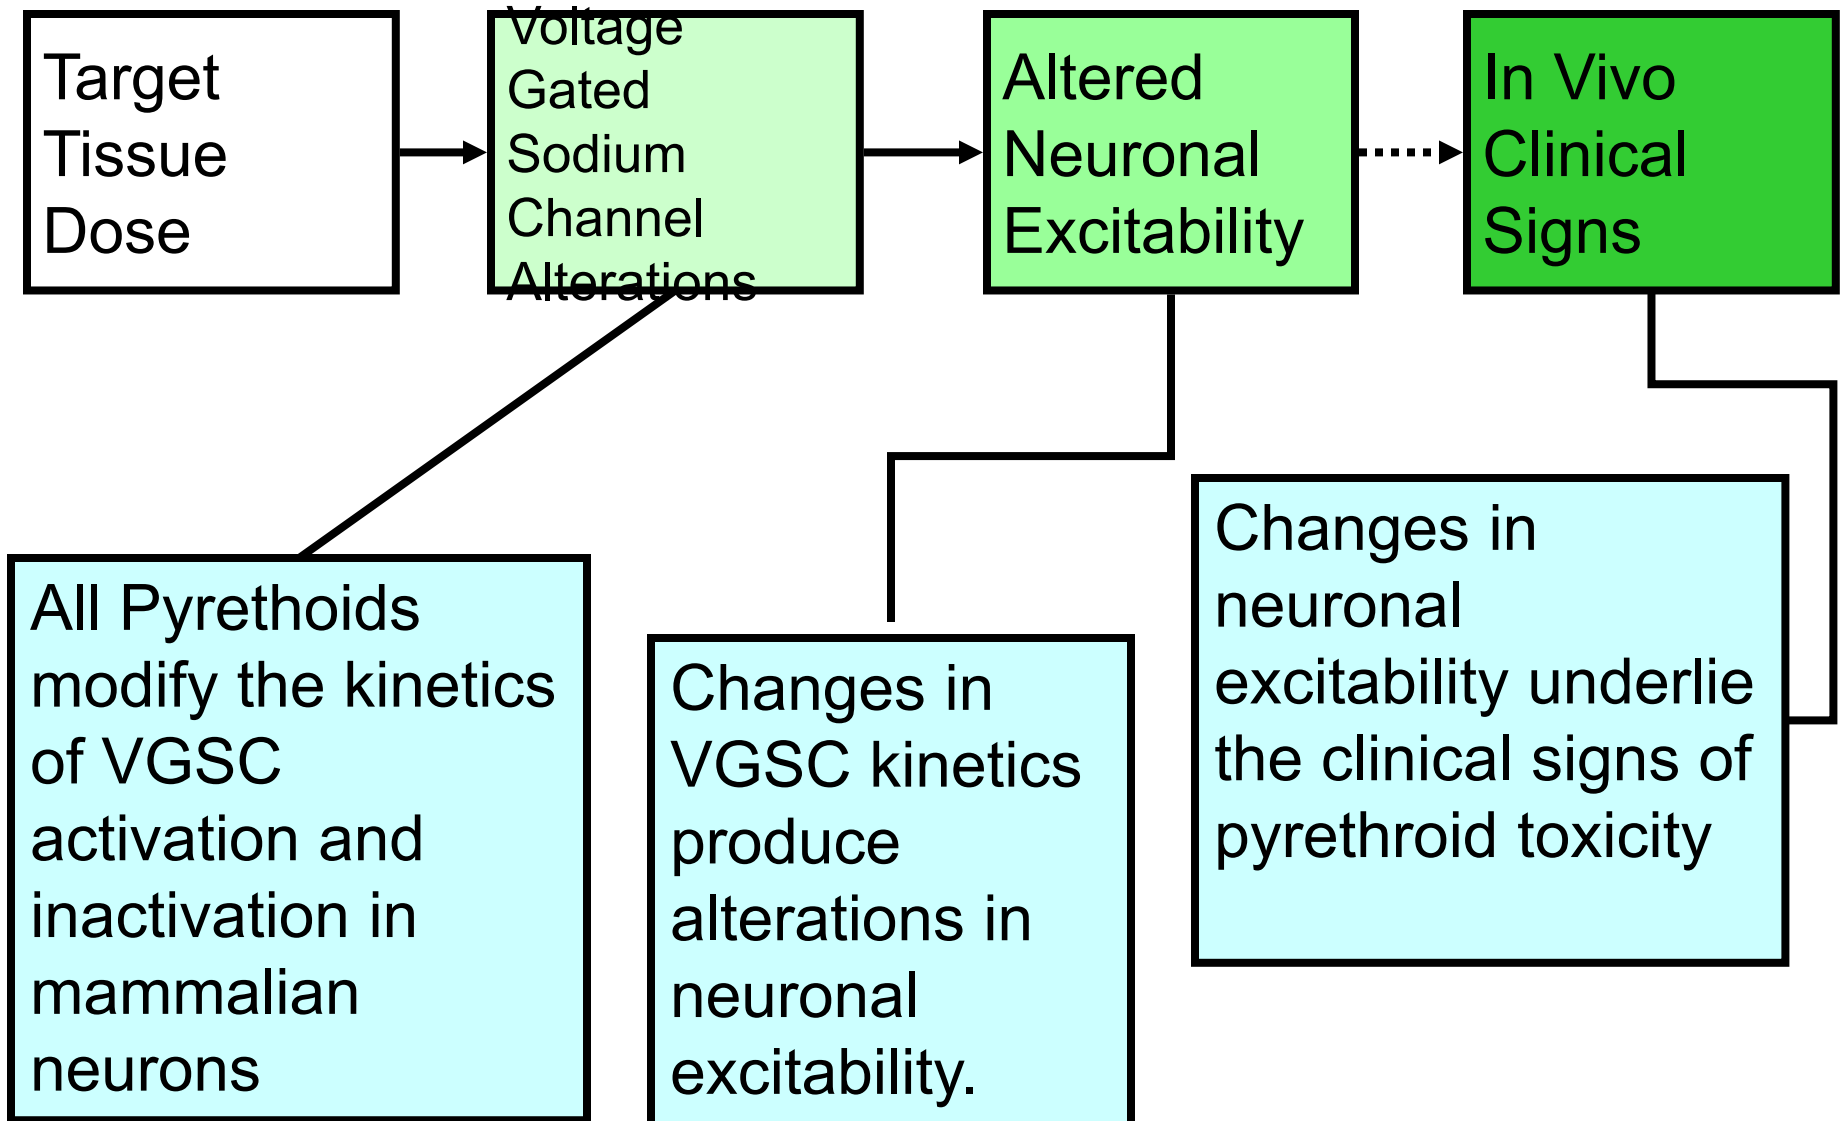 Target
Tissue
Dose
Voltage
Gated
Sodium
Channel
Alterations
Altered
Neuronal
Excitability
In Vivo
Clinical
Signs
All Pyrethoids
modify the kinetics
of VGSC
activation and
inactivation in
mammalian
neurons
Changes in
VGSC kinetics
produce
alterations in
neuronal
excitability.
Changes in
neuronal
excitability underlie
the clinical signs of
pyrethroid toxicity